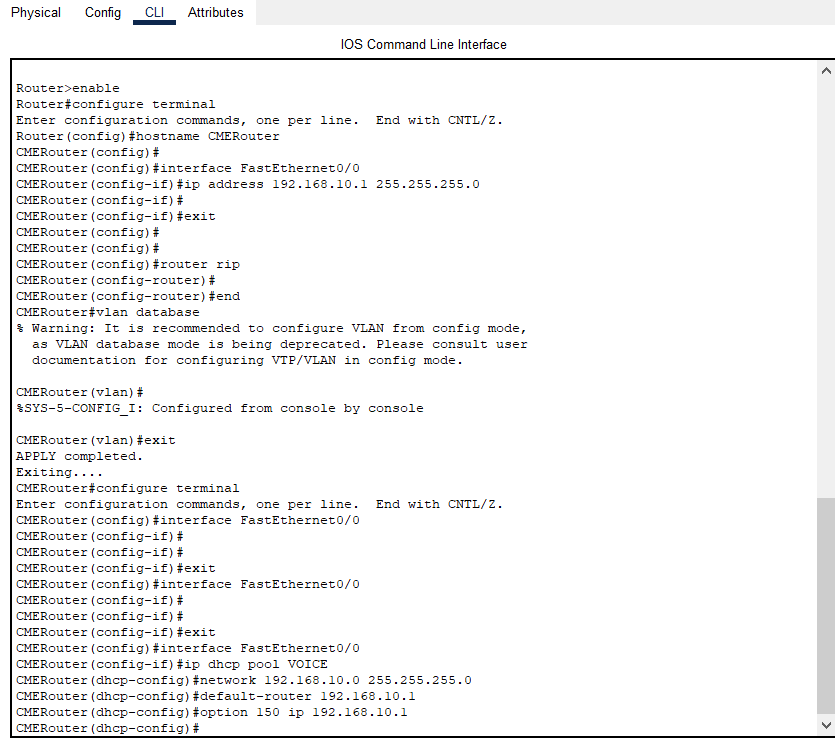 Physical Config CLI Attributes
IOS Command Line Interface
Router>enable
Router#configure terminal
Enter configuration commands, one per line.  End with CNTL/Z.
Router(config)#hostname CMERouter
CMERouter(config)#
CMERouter(config)#interface FastEthernet0/0
CMERouter(config-if)#ip address 192.168.10.1 255.255.255.0
CMERouter(config-if)#
CMERouter(config-if)#exit
CMERouter(config)#
CMERouter(config)#
CMERouter(config)#router rip
CMERouter(config-router)#
CMERouter(config-router)#end
CMERouter#vlan database
% Warning: It is recommended to configure VLAN from config mode,
  as VLAN database mode is being deprecated. Please consult user
  documentation for configuring VTP/VLAN in config mode.
CMERouter(vlan)#
%SYS-5-CONFIG_I: Configured from console by console
CMERouter(vlan)#exit
APPLY completed.
Exiting....
CMERouter#configure terminal
Enter configuration commands, one per line.  End with CNTL/Z.
CMERouter(config)#interface FastEthernet0/0
CMERouter(config-if)#
CMERouter(config-if)#
CMERouter(config-if)#exit
CMERouter(config)#interface FastEthernet0/0
CMERouter(config-if)#
CMERouter(config-if)#
CMERouter(config-if)#exit
CMERouter(config)#interface FastEthernet0/0
CMERouter(config-if)#ip dhcp pool VOICE
CMERouter(dhcp-config)#network 192.168.10.0 255.255.255.0
CMERouter(dhcp-config)#default-router 192.168.10.1
CMERouter(dhcp-config)#option 150 ip 192.168.10.1
CMERouter(dhcp-config)#